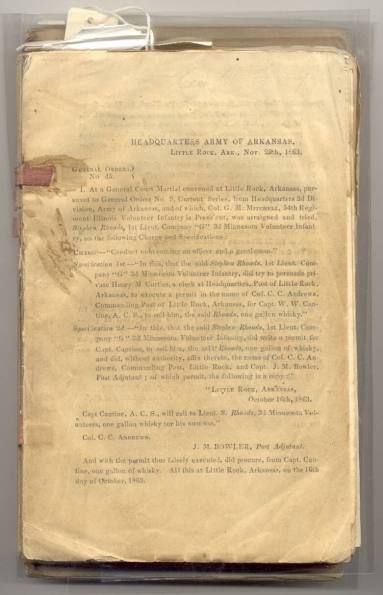 HEADQUARTERS ARMY OF ARKANSAS,
LITTLE ROCK, ARK., NOV. 25th, 1863.
GENERAL ORDERS,
No 45.
I. At a General Court Martial convened at Little Rock, Arkansas, pur-
suant to General Orders No. 9, Current Series, from Headquarters 3d Di-
vision, Army of Arkansas, and of which, Col. G. M. MITCHELL, 54th Regi-
ment Illinois Volunteer Infantry is President, was arraigned and tried,
Stephen Rhoads, 1st Lieut. Company "G" 3d Minnesota Volunteer Infant
ry, on the following Charge and Specifications.
CHARGE—"Conduct unbecoming an officer and a gentleman."
Specification 1st—"In this, that the said Stephen Rhoads, 1st Lieut. Com-
pany "G" 3d Minnesota Volunteer Infantry, did try to persuade pri-
vate Henry M. Curtiss, a clerk at Headquarters, Post of Little Rock,
Arkansas, to execute a permit in the name of Col. C. C. Andrews,
Commanding Post of Little Rock, Arkansas, for Capt. W. W. Can-
tine, A. C. S., to sell him, the said Rhoads, one gallon whisky."
Specification 2d—"In this, that the said Stephen Rhoads, 1st Lieut. Com-
pany "G" 3d Minnesota Volunteer Infantry, did write a permit for
Capt. Cantine, to sell him, the said Rhoads, one gallon of whisky,
and did, without authority, affix thereto, the name of Col. C. C. An-
drews, Commanding Post, Little Rock, and Capt. J. M. Bowler,
Post Adjutant; of which permit, the following is a copy:"
"LITTLE ROCK, ARKANSAS,
October 16th, 1863.
Capt Cantine, A. C. S., will sell to Lieut. S. Rhoads, 3d Minnesota Vol-
unteers, one gallon whisky for his own use."
Col. C. C. ANDREWS.
J. M. BOWLER, Post Adjutant.
And with the permit thus falsely executed, did procure, from Capt. Can-
tine, one gallon of whisky. All this at Little Rock, Arkansas, on the 16th
day of October, 1863.